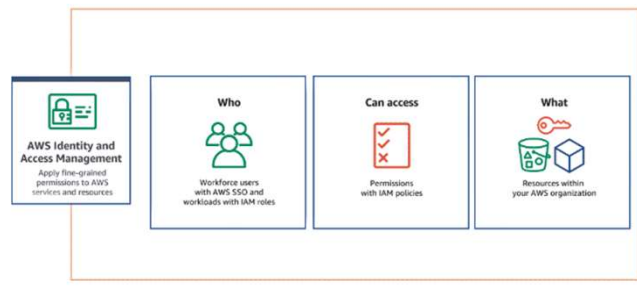 AWS Identity and
Access Management
Apply fine-grained
permissions to AWS
services and resources
Who
Workforce users
with AWS SSO and
workloads with IAM roles
Can access
Permissions
with IAM policies
What
Resources within
your AWS organization